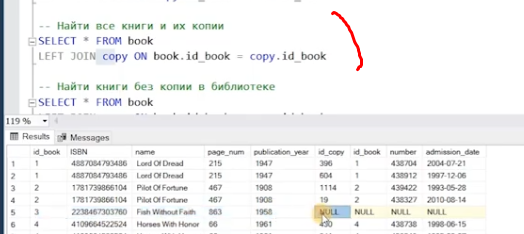 -- Найти все книги и их копии
SELECT * FROM book
LEFT JOIN copy ON book.id_book = copy.id_book
-- Найти книги без копии в библиотеке
SELECT * FROM book
119 %
Results Messages
id_book ISBN name page_num publication_year id_copy id_book number admission_date
1 1 4887084793486 Lord Of Dread 215 1947 396 1 438704 2004-07-21
2 1 4887084793486 Lord Of Dread 215 1947 604 1 438912 1997-12-06
3 2 1781739866104 Pilot Of Fortune 467 1908 1114 2 439422 1993-05-28
4 2 1781739866104 Pilot Of Fortune 467 1908 19 2 438327 2010-08-14
5 3 2238467303760 Fish Without Faith 863 1958 NULL NULL NULL NULL
6 4 4109664522524 Horses With Honor 66 1961 430 4 438738 1998-06-15